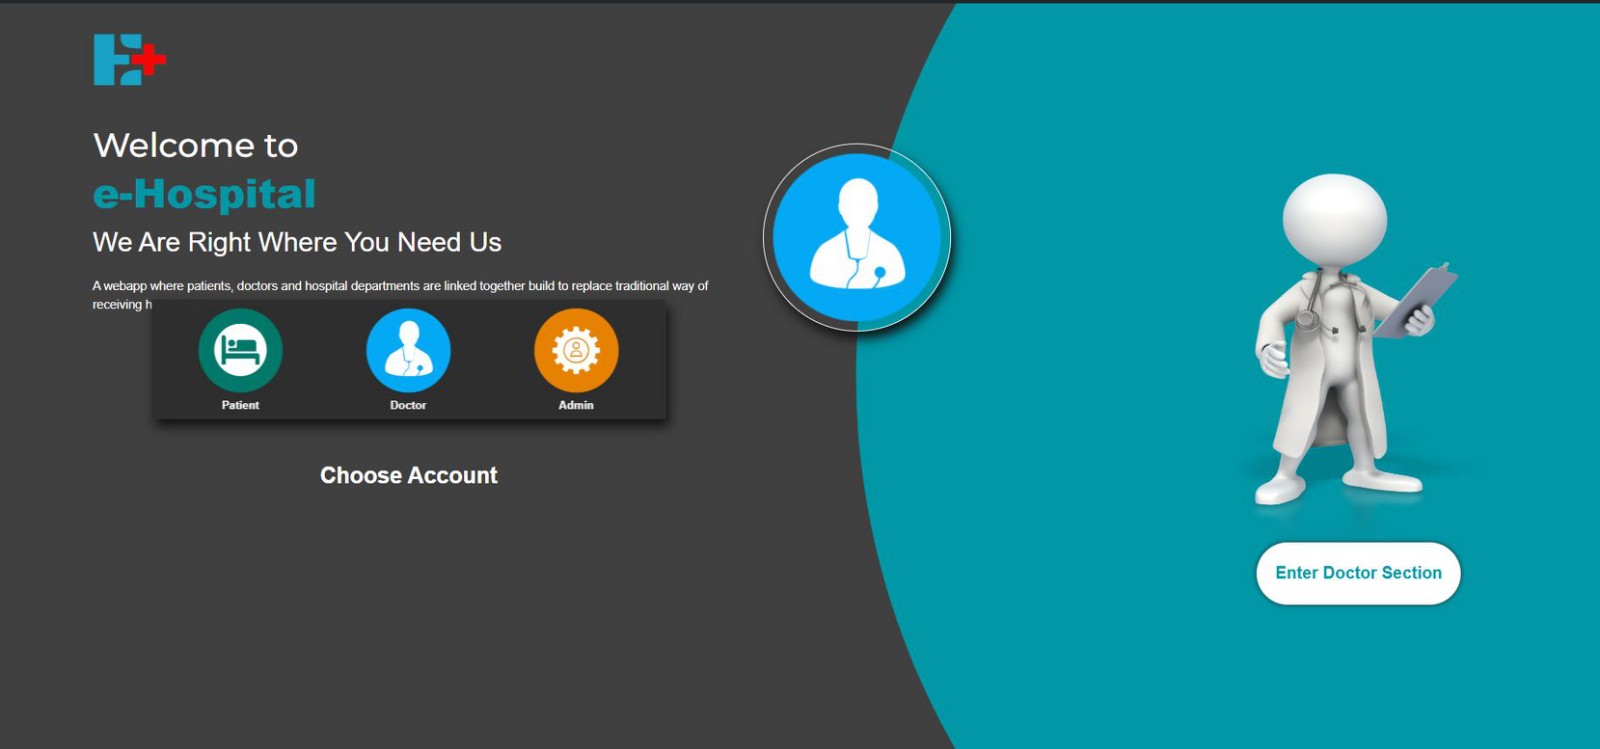 Welcome to
e-Hospital
We Are Right Where You Need Us
A webapp where patients, doctors and hospital departments are linked together build to replace traditional way of
receiving
Patient
Doctor
Admin
Choose Account
Enter Doctor Section